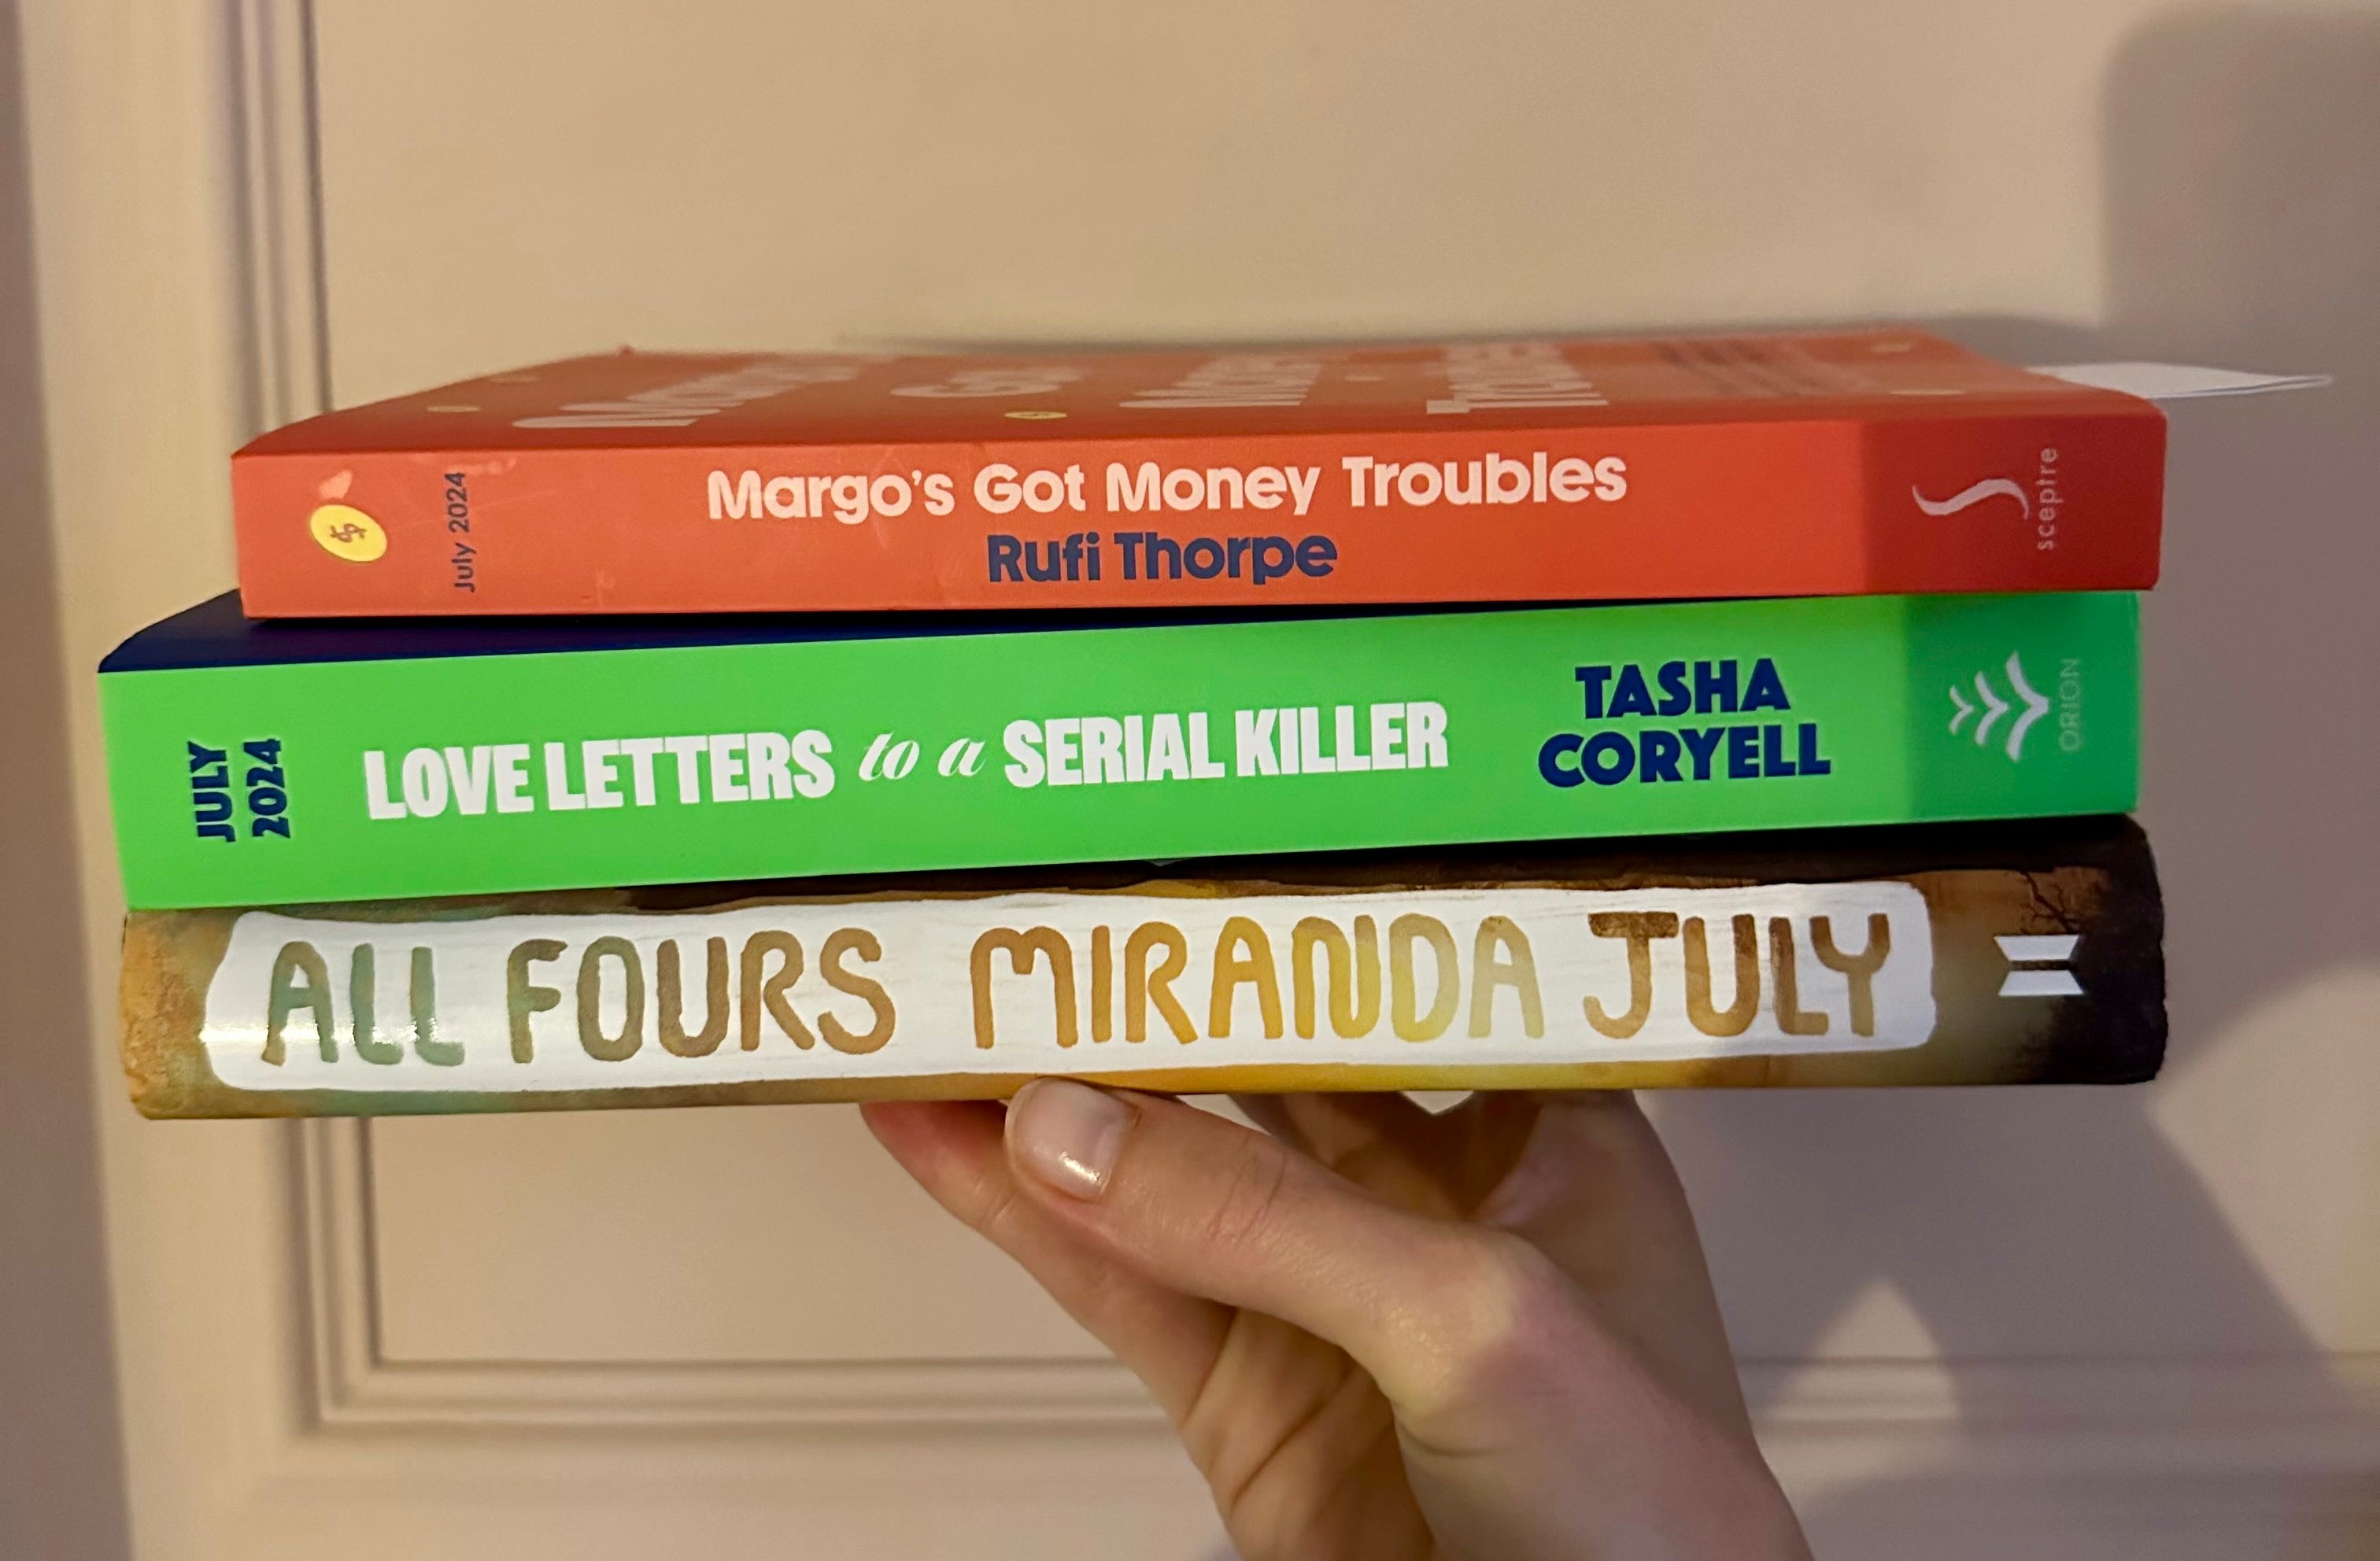 $
July 2024
Margo's Got Money Troubles
Rufi Thorpe
sceptre
JULY
2024
LOVE LETTERS to a SERIAL KILLER
TASHA
CORYELL
ORION
ALL FOURS MIRANDA JULY